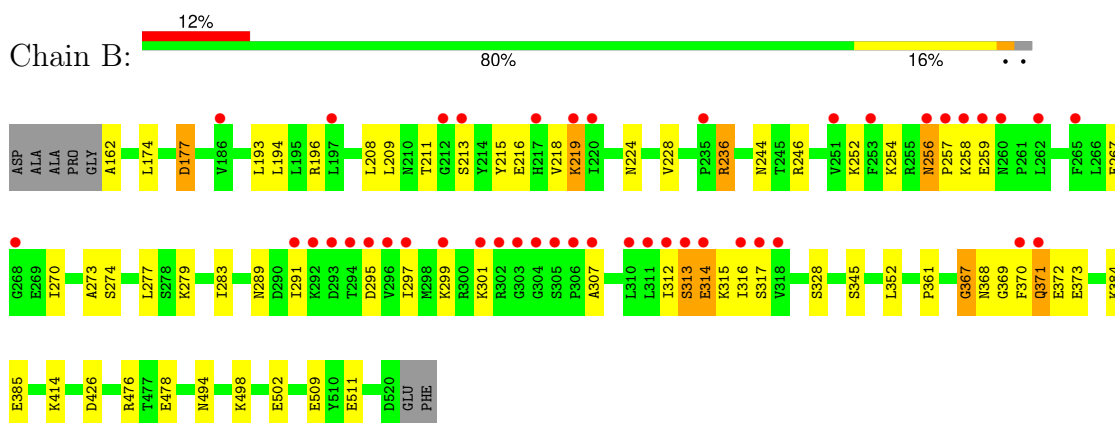 12%
Chain B:
80% 16% • •
ASP ALA ALA PRO GLY A162 L174 D177 V186 L193 L194 L195 R196 L197 L208 L209 N210 T211 G212 S213 Y214 Y215 E216 H217 V218 K219 I220 N224 V228 P235 R236 N244 T245 R246 V251 K252 F253 K254 R255 N256 P257 K258 E259 N260 P261 L262 F265 L266 E267
G268 E269 I270 A273 S274 L277 S278 K279 I283 N289 D290 I291 K292 D293 T294 D295 V296 I297 M298 K299 R300 K301 R302 G303 G304 S305 P306 A307 L310 L311 I312 S313 E314 K315 I316 S317 V318 S328 S345 L352 P361 G367 N368 G369 F370 Q371 E372 E373 K384
E385 K414 D426 R476 T477 E478 N494 K498 E502 E509 Y510 E511 D520 GLU PHE